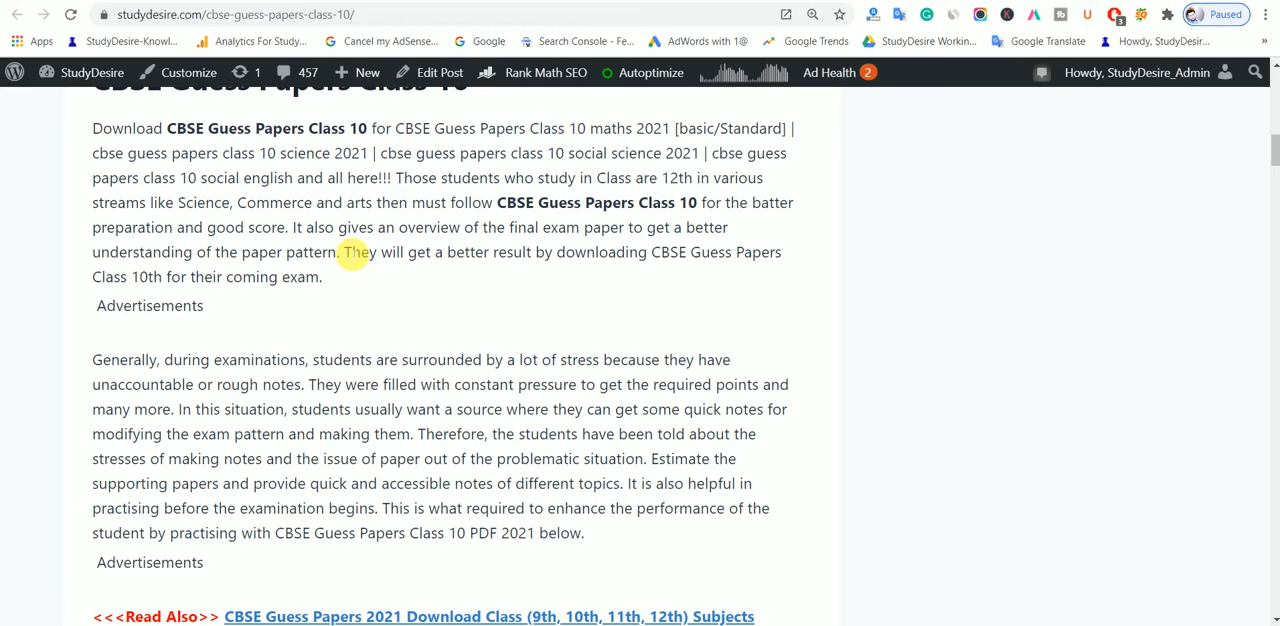 studydesire.com/cbse-guess-papers-class-10/
Paused
Apps StudyDesire-Knowl... Analytics For Study... Cancel my AdSense... Google Search Console - Fe... AdWords with 1@ Google Trends StudyDesire Workin... Google Translate Howdy, StudyDesir... »
StudyDesire Customize 1 457 New Edit Post Rank Math SEO Autoptimize Ad Health 2 Howdy, StudyDesire_Admin
CBSE Guess Papers Class 10
Download CBSE Guess Papers Class 10 for CBSE Guess Papers Class 10 maths 2021 [basic/Standard] |
cbse guess papers class 10 science 2021 | cbse guess papers class 10 social science 2021 | cbse guess
papers class 10 social english and all here!!! Those students who study in Class are 12th in various
streams like Science, Commerce and arts then must follow CBSE Guess Papers Class 10 for the batter
preparation and good score. It also gives an overview of the final exam paper to get a better
understanding of the paper pattern. They will get a better result by downloading CBSE Guess Papers
Class 10th for their coming exam.
Advertisements
Generally, during examinations, students are surrounded by a lot of stress because they have
unaccountable or rough notes. They were filled with constant pressure to get the required points and
many more. In this situation, students usually want a source where they can get some quick notes for
modifying the exam pattern and making them. Therefore, the students have been told about the
stresses of making notes and the issue of paper out of the problematic situation. Estimate the
supporting papers and provide quick and accessible notes of different topics. It is also helpful in
practising before the examination begins. This is what required to enhance the performance of the
student by practising with CBSE Guess Papers Class 10 PDF 2021 below.
Advertisements
<<<Read Also>> CBSE Guess Papers 2021 Download Class (9th, 10th, 11th, 12th) Subjects